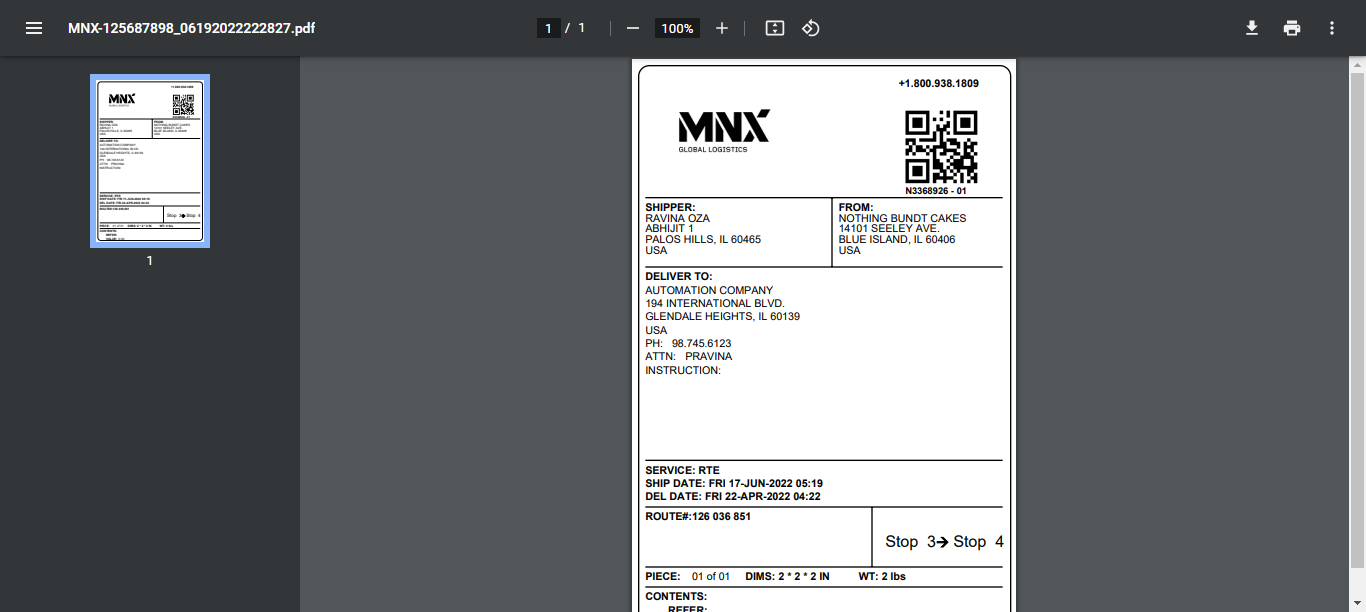 MNX-125687898_06192022222827.pdf
1 / 1
100%
1
+1.800.938.1809
MNX
GLOBAL LOGISTICS
N3368926 - 01
SHIPPER:
RAVINA OZA
ABHIJIT 1
PALOS HILLS, IL 60465
USA
FROM:
NOTHING BUNDT CAKES
14101 SEELEY AVE.
BLUE ISLAND, IL 60406
USA
DELIVER TO:
AUTOMATION COMPANY
194 INTERNATIONAL BLVD.
GLENDALE HEIGHTS, IL 60139
USA
PH: 98.745.6123
ATTN: PRAVINA
INSTRUCTION:
SERVICE: RTE
SHIP DATE: FRI 17-JUN-2022 05:19
DEL DATE: FRI 22-APR-2022 04:22
ROUTE#:126 036 851
Stop 3➔ Stop 4
PIECE: 01 of 01 DIMS: 2 * 2 * 2 IN WT: 2 lbs
CONTENTS:
REFER: